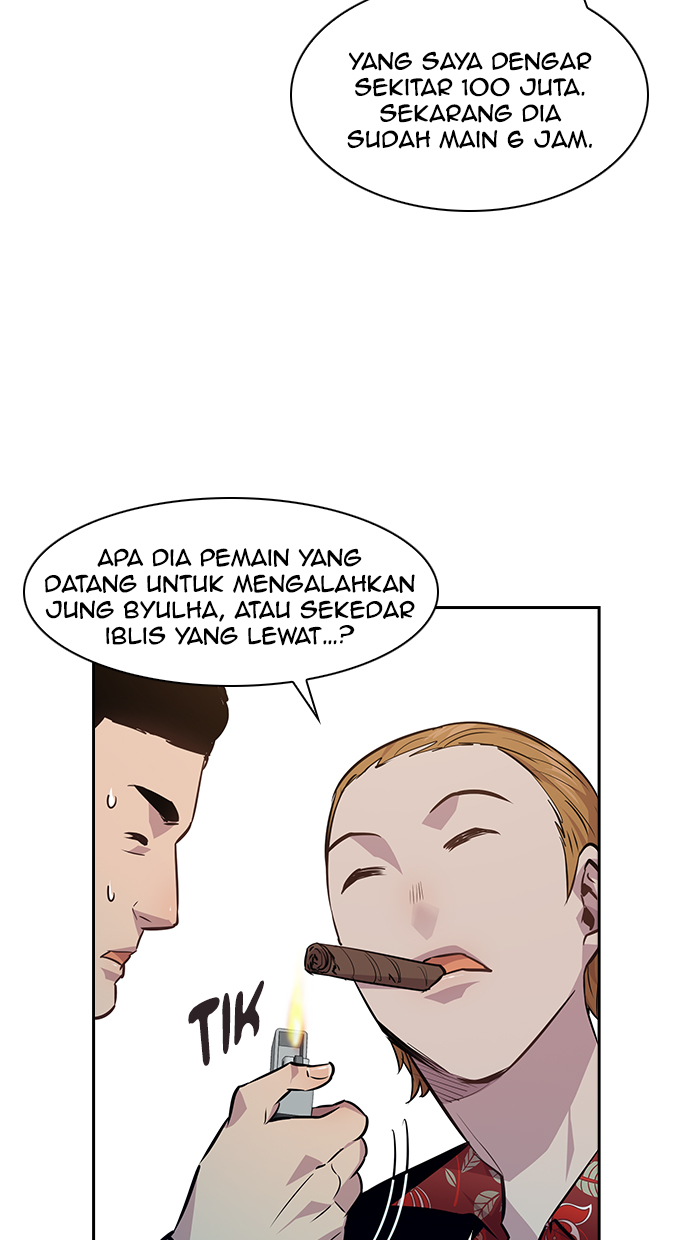 YANG SAYA DENGAR
SEKITAR 100 JUTA.
SEKARANG DIA
SUDAH MAIN 6 JAM.
APA DIA PEMAIN YANG
DATANG UNTUK MENGALAHKAN
JUNG BYULHA, ATAU SEKEDAR
IBLIS YANG LEWAT...?
TIK